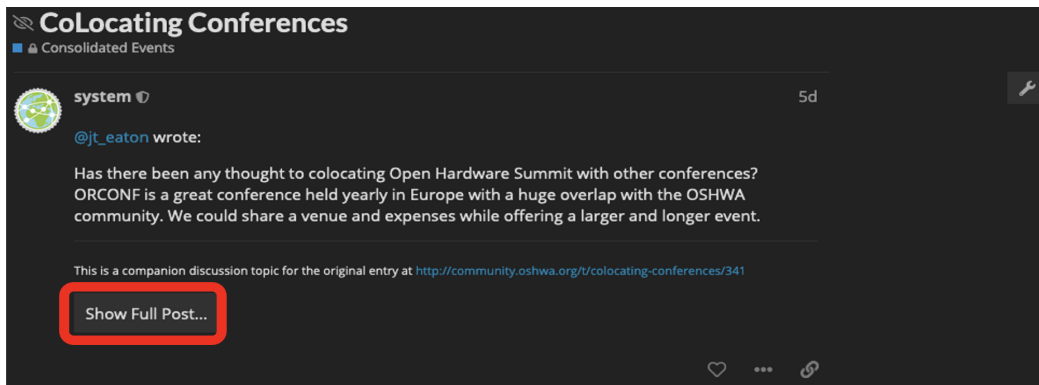 CoLocating Conferences
Consolidated Events
system
5d
@jt_eaton wrote:
Has there been any thought to colocating Open Hardware Summit with other conferences?
ORCONF is a great conference held yearly in Europe with a huge overlap with the OSHWA
community. We could share a venue and expenses while offering a larger and longer event.
This is a companion discussion topic for the original entry at http://community.oshwa.org/t/colocating-conferences/341
Show Full Post...